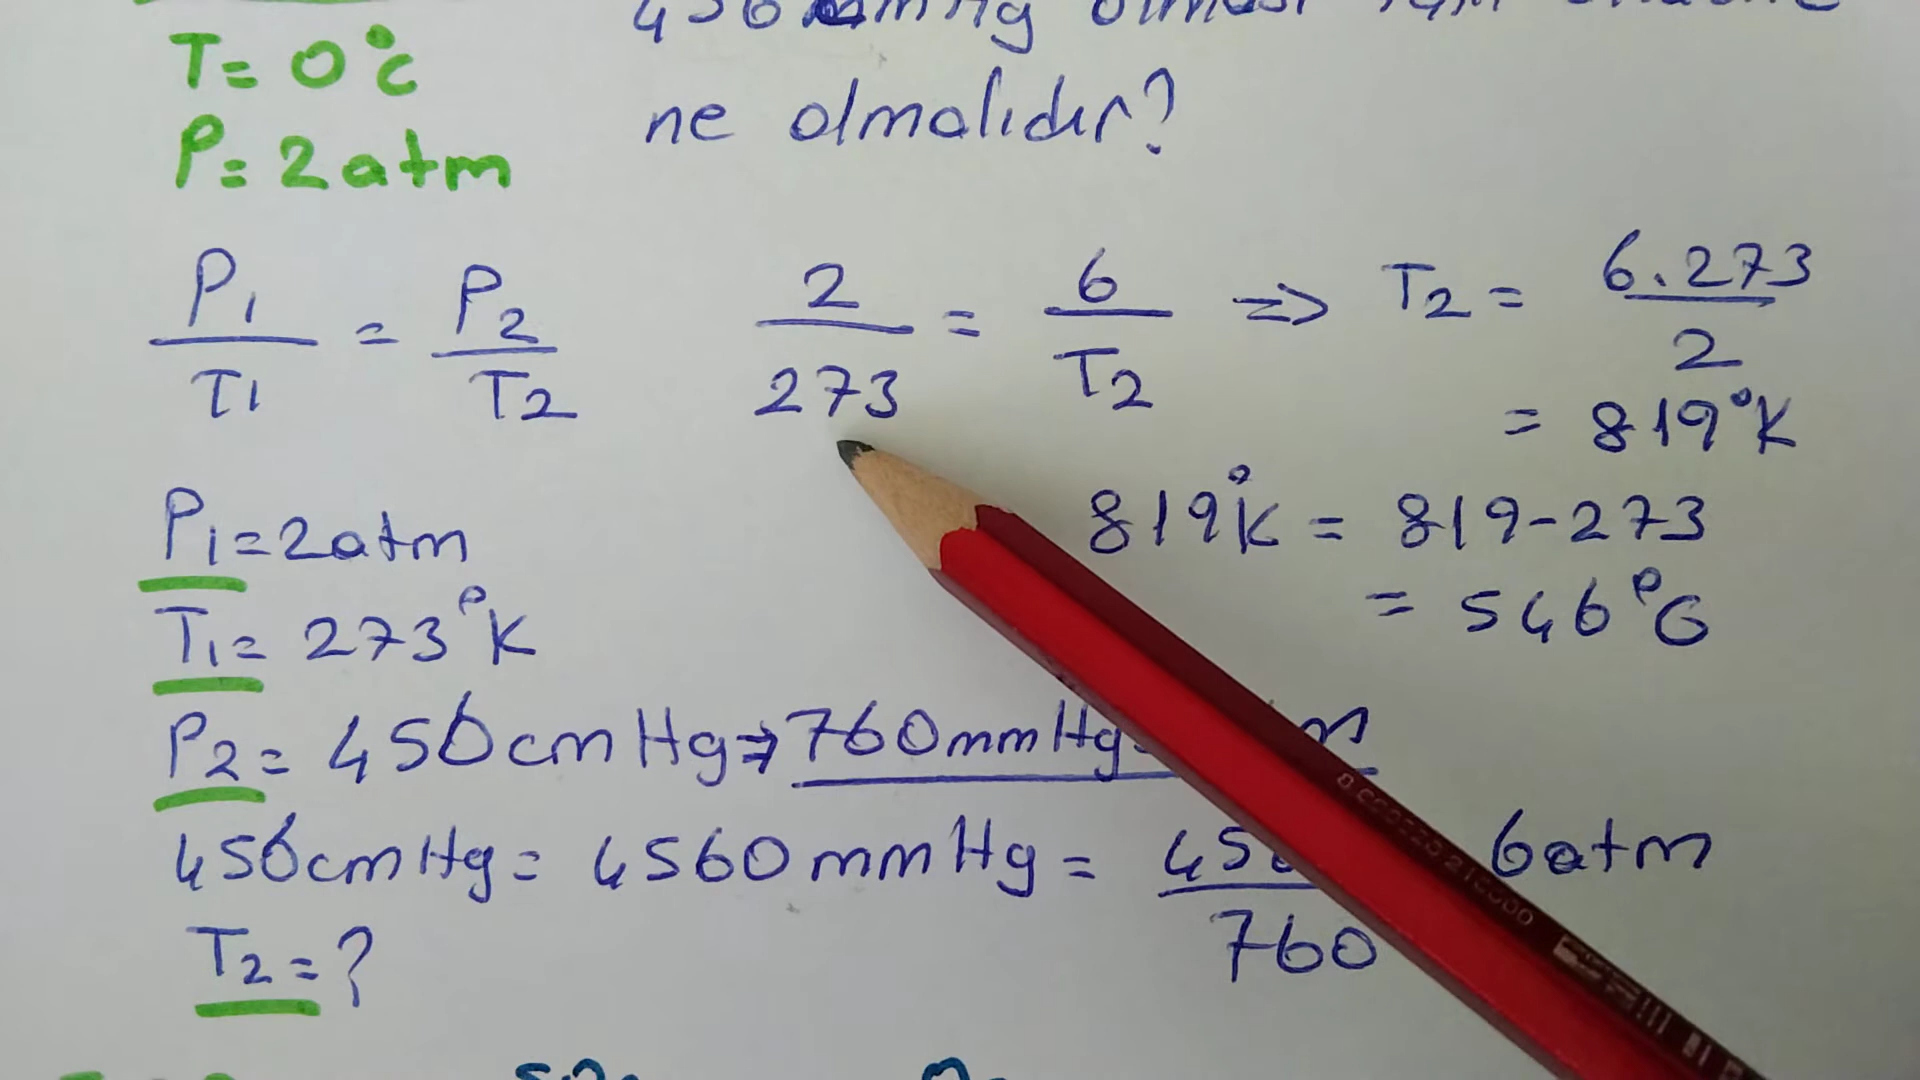 T= 0°C
P= 2atm
ne olmalıdır?
P1/T1 = P2/T2
2/273 = 6/T2 => T2 = 6.273/2
= 819°K
819°K = 819-273
= 546°C
P1=2atm
T1= 273°K
P2= 456cmHg⇒760mmHg=
456cmHg= 4560mmHg= 760 6atm
T2=?